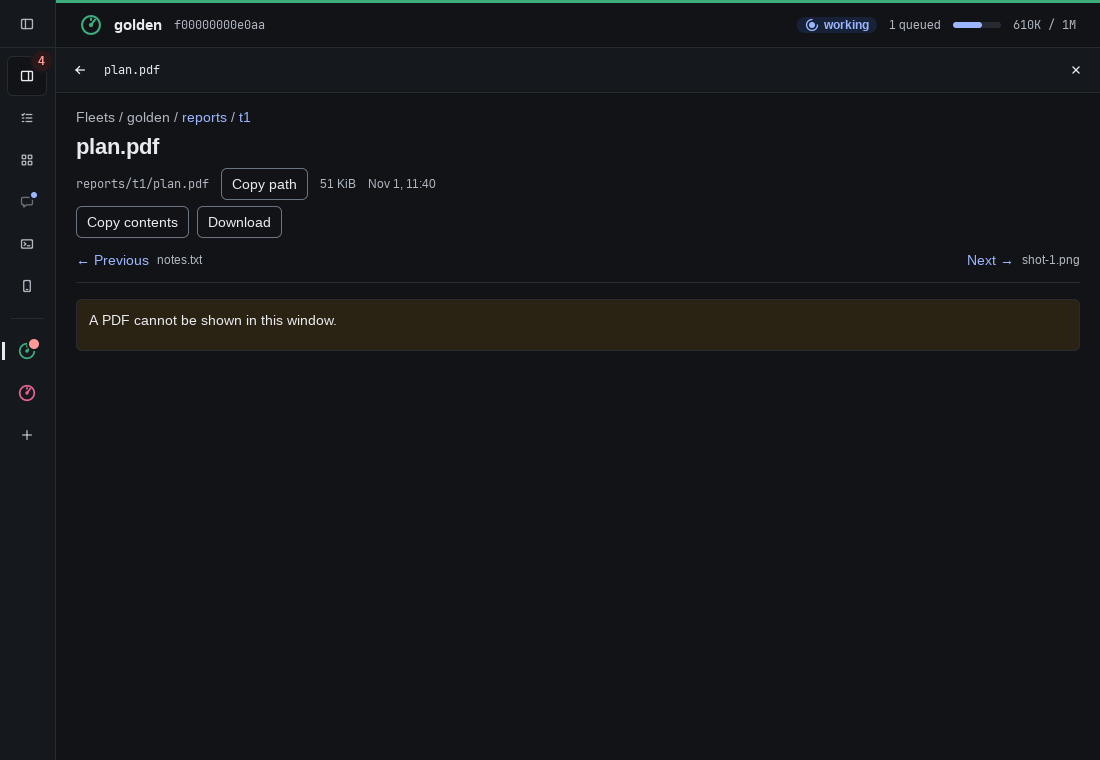 golden f00000000e0aa working 1 queued 610K / 1M
4
plan.pdf
Fleets / golden / reports / t1
plan.pdf
reports/t1/plan.pdf Copy path 51 KiB Nov 1, 11:40
Copy contents Download
← Previous notes.txt Next → shot-1.png
A PDF cannot be shown in this window.